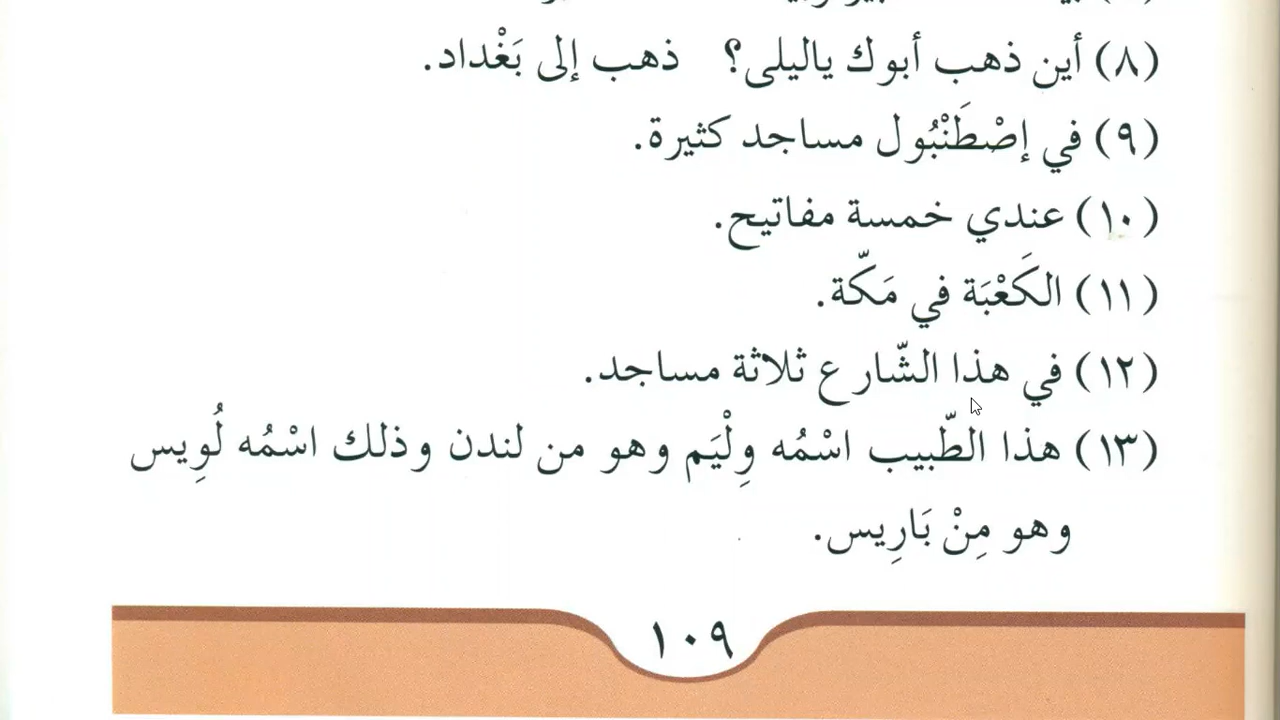 (٨) أين ذهب أبوك ياليلى؟ ذهب إلى بَغْداد.
(٩) في إصْطَنْبُول مساجد كثيرة.
(١٠) عندي خمسة مفاتيح.
(١١) الكَعْبَة في مَكّة.
(١٢) في هذا الشّارع ثلاثة مساجد.
(١٣) هذا الطّبيب اسْمُه وِلْيَم وهو من لندن وذلك اسْمُه لُوِيس
وهو مِنْ بَارِيس.
١٠٩